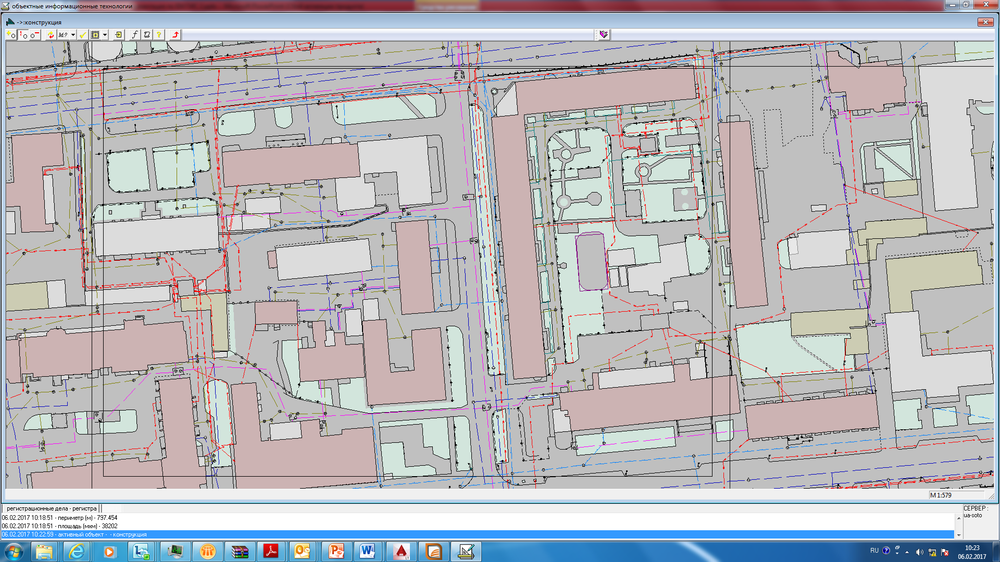 объектные информационные технологии
->:конструкция
M:?
f
?
M 1:579
регистрационные дела - регистра
06.02.2017 10:18:51 - периметр (м) - 797.454
06.02.2017 10:18:51 - площадь (мхм) - 38202
06.02.2017 10:22:59 - активный объект - - конструкция
СЕРВЕР :
ua-soto
RU
10:23
06.02.2017